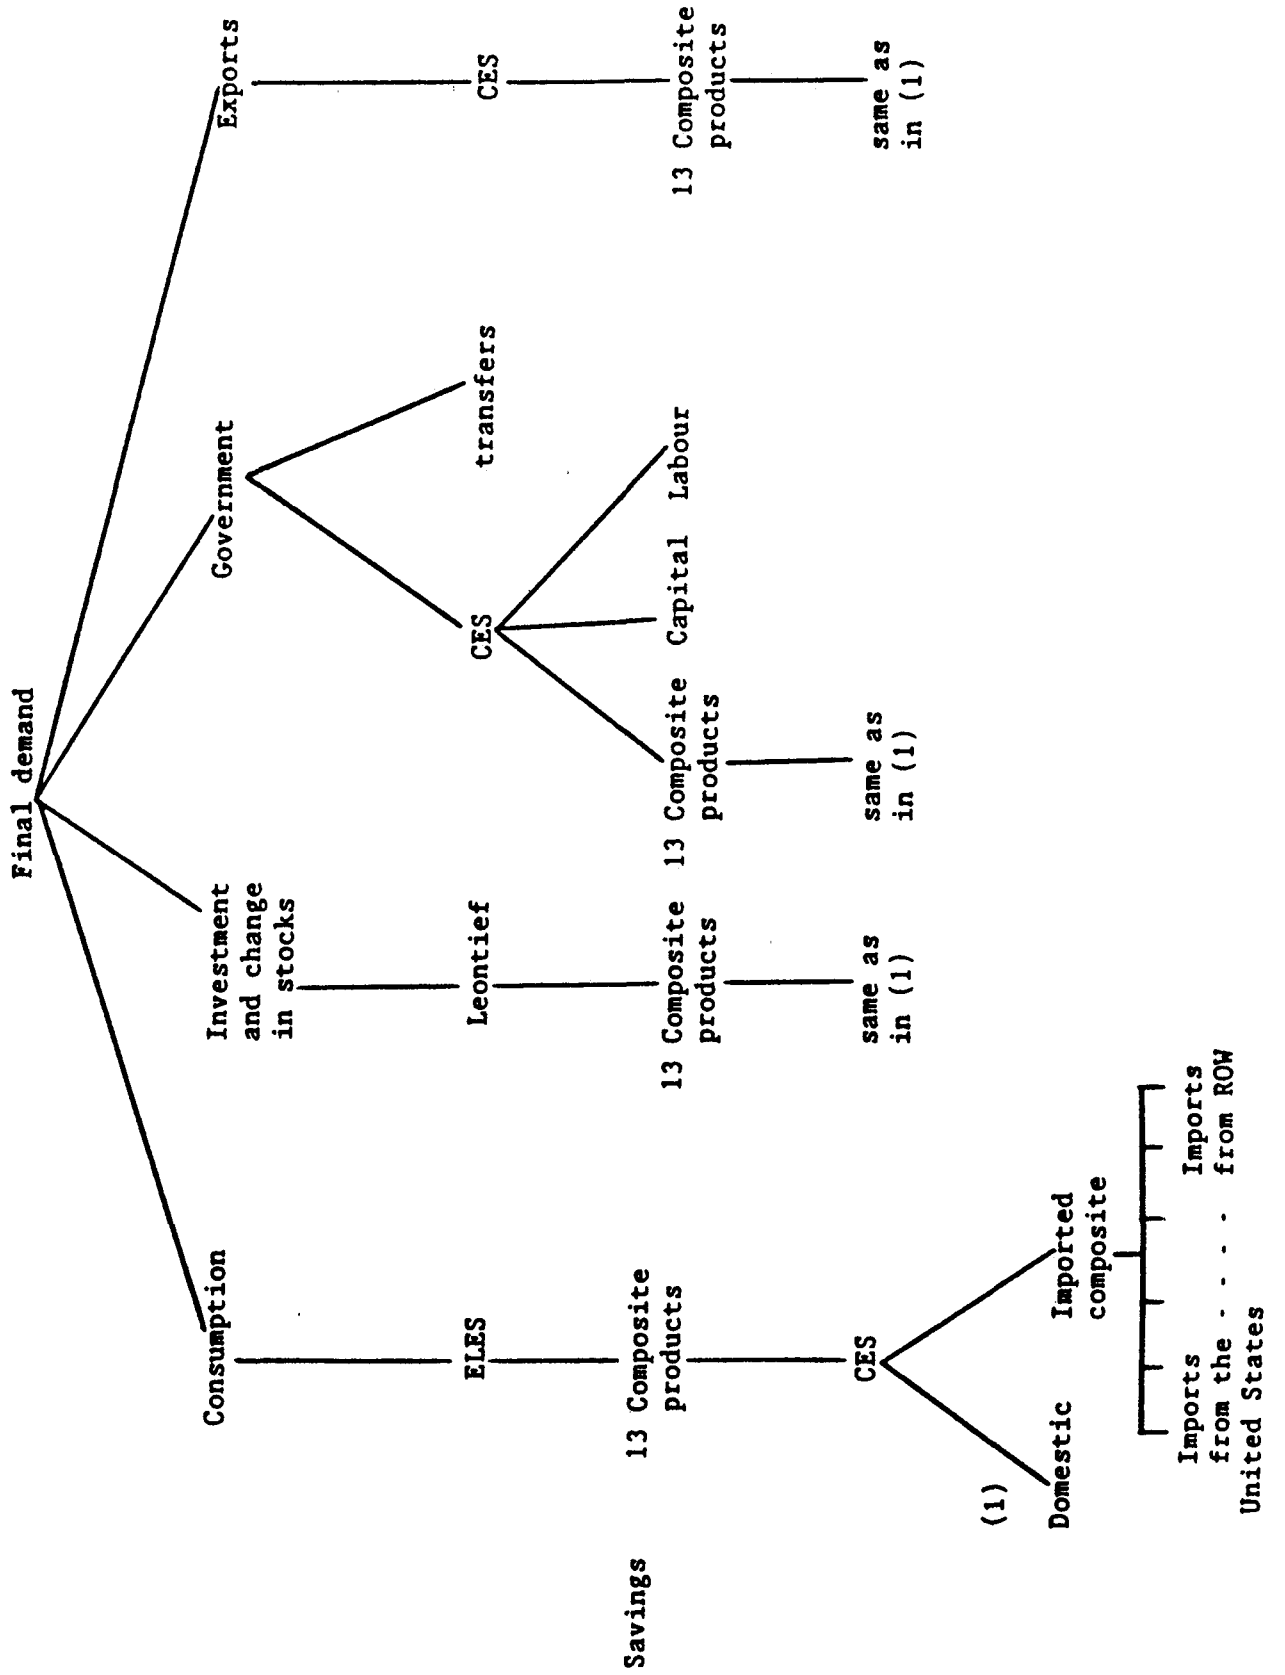 Final demand
Consumption
Investment
and change
in stocks
Government
Exports
ELES
Leontief
CES
transfers
CES
Savings
13 Composite
products
13 Composite
products
13 Composite
products
Capital
Labour
13 Composite
products
CES
same as
in (1)
same as
in (1)
same as
in (1)
(1)
Domestic
Imported
composite
Imports
from the - - - -
United States
Imports
from ROW